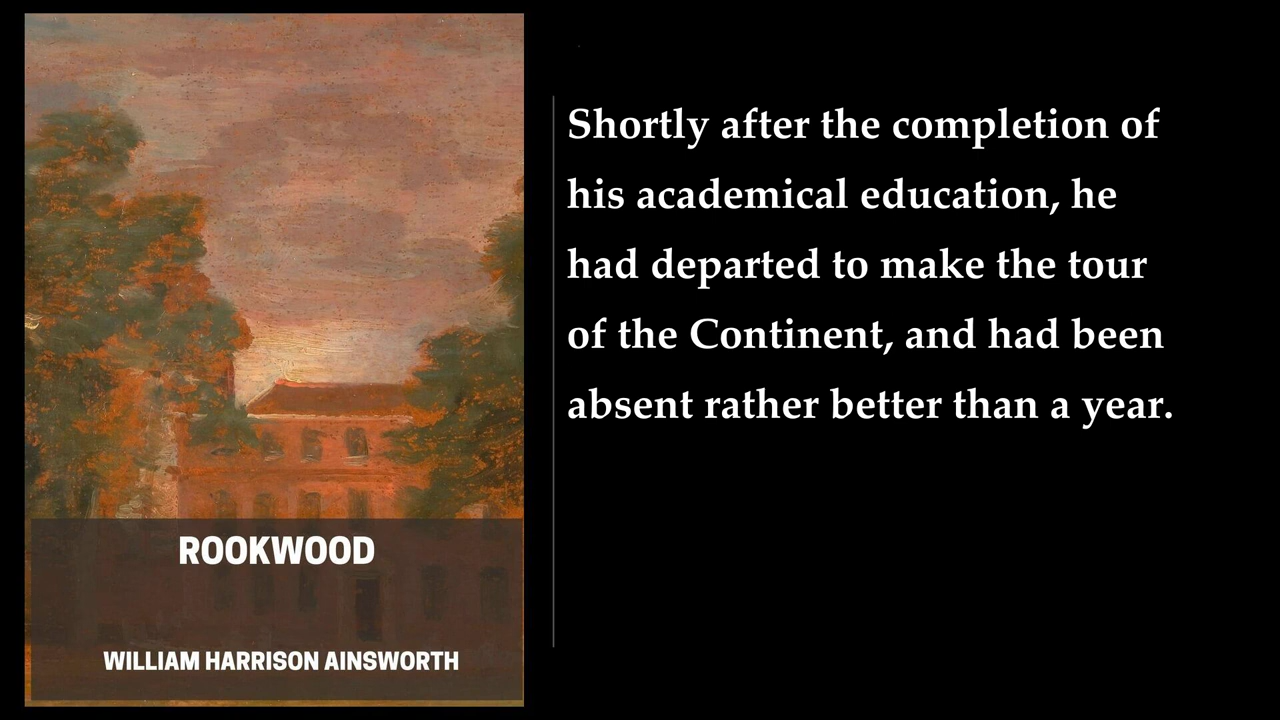 ROOKWOOD
WILLIAM HARRISON AINSWORTH
Shortly after the completion of
his academical education, he
had departed to make the tour
of the Continent, and had been
absent rather better than a year.